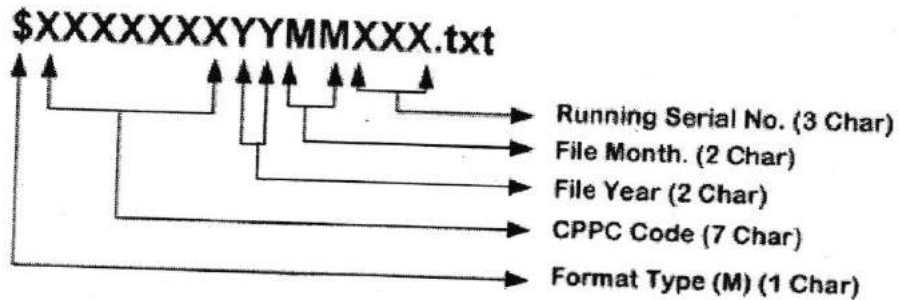 $XXXXXXXYYMMXXX.txt
Running Serial No. (3 Char)
File Month. (2 Char)
File Year (2 Char)
CPPC Code (7 Char)
Format Type (M) (1 Char)